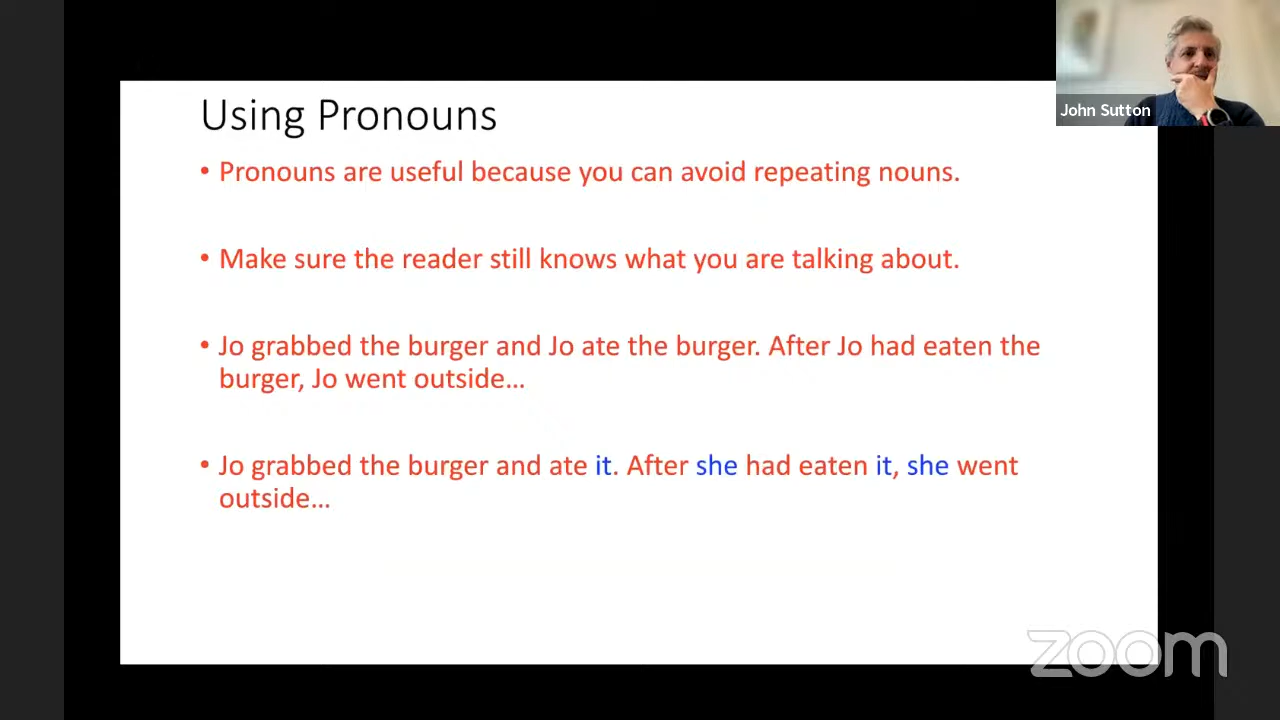 John Sutton
Using Pronouns
• Pronouns are useful because you can avoid repeating nouns.
• Make sure the reader still knows what you are talking about.
• Jo grabbed the burger and Jo ate the burger. After Jo had eaten the
burger, Jo went outside…
• Jo grabbed the burger and ate it. After she had eaten it, she went
outside…
zoom